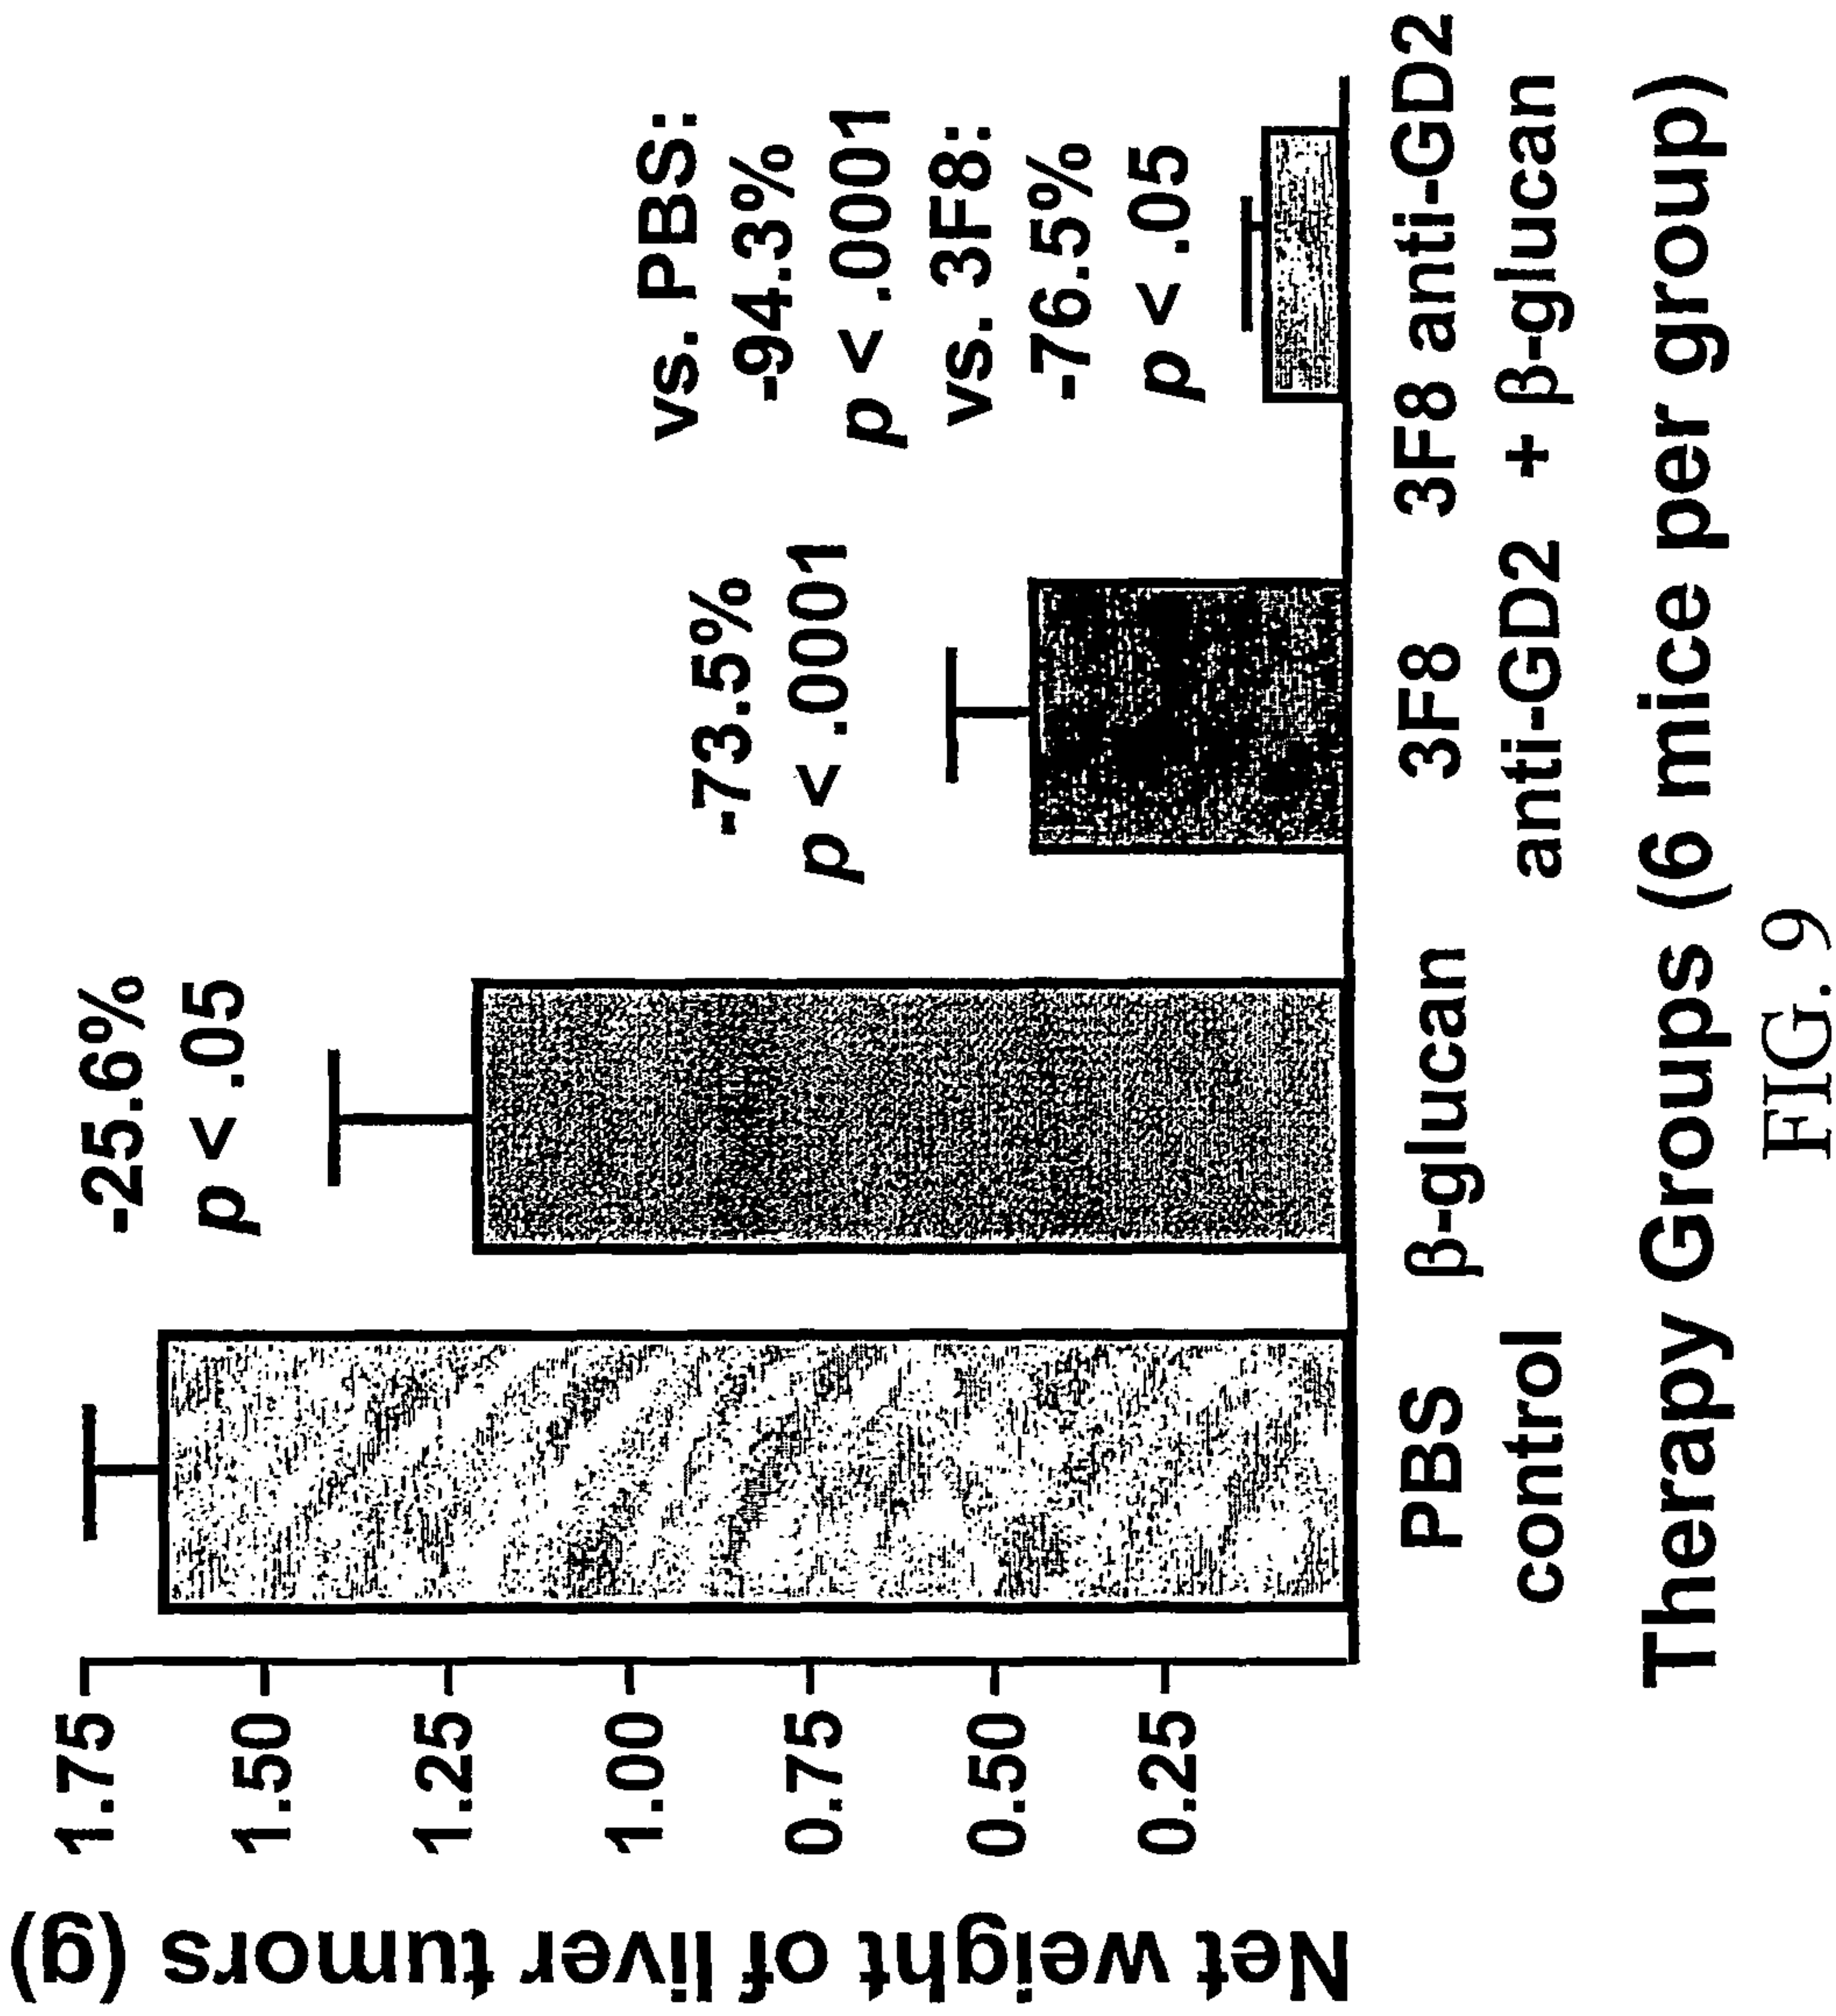 Net weight of liver tumors (g)
1.75
1.50
1.25
1.00
0.75
0.50
0.25
-25.6%
p < .05
-73.5%
p < .0001
vs. PBS:
-94.3%
p < .0001
vs. 3F8:
-76.5%
p < .05
PBS
control
β-glucan
3F8
anti-GD2
3F8 anti-GD2
+ β-glucan
Therapy Groups (6 mice per group)
FIG. 9